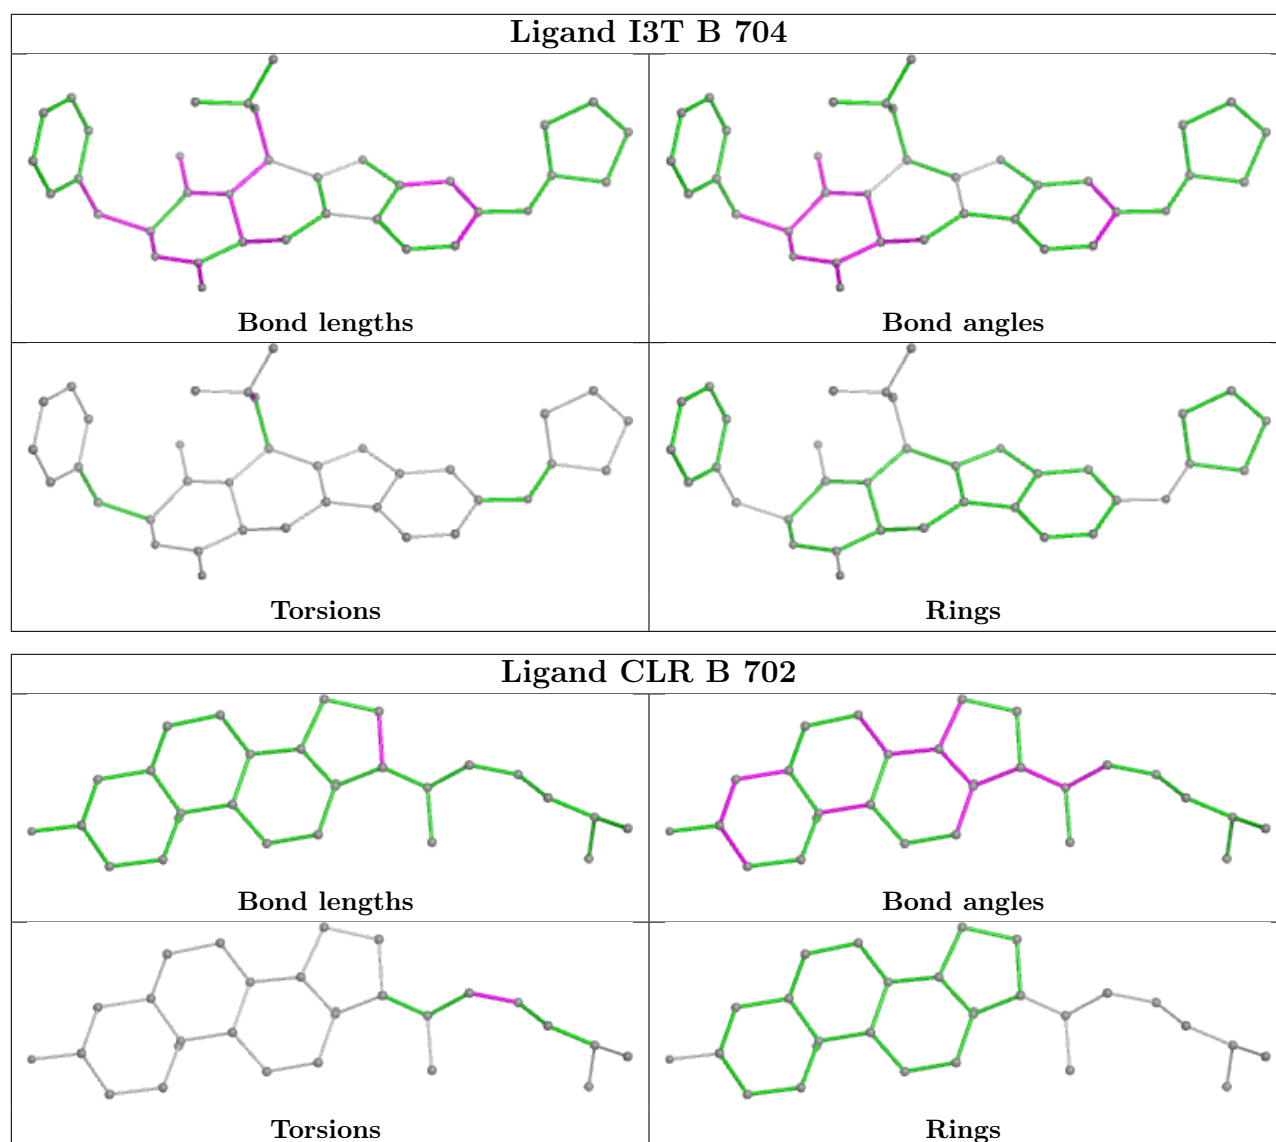 Ligand I3T B 704
Bond lengths
Bond angles
Torsions
Rings
Ligand CLR B 702
Bond lengths
Bond angles
Torsions
Rings